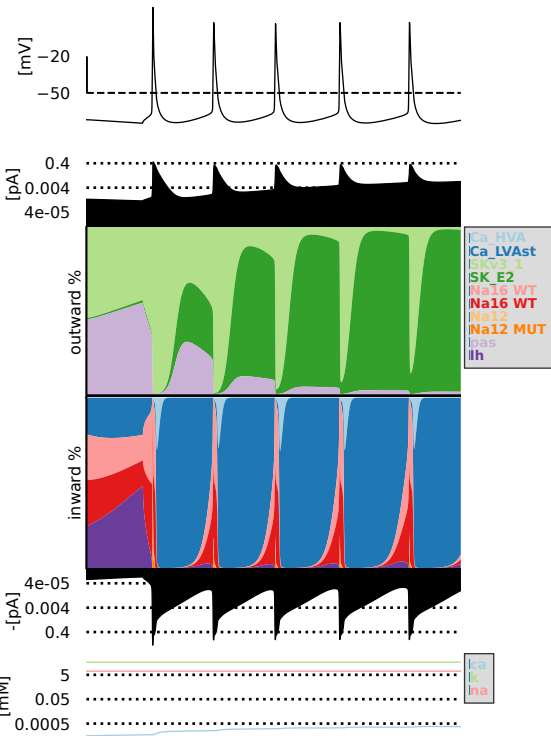 [mV]
−20
−50
[pA]
0.4
0.004
4e-05
outward %
Ca_HVA
Ca_LVAst
SKv3_1
SK_E2
Na16 WT
Na16 WT
Na12
Na12 MUT
pas
Ih
inward %
-[pA]
4e-05
0.004
0.4
[mM]
5
0.05
0.0005
ca
k
na